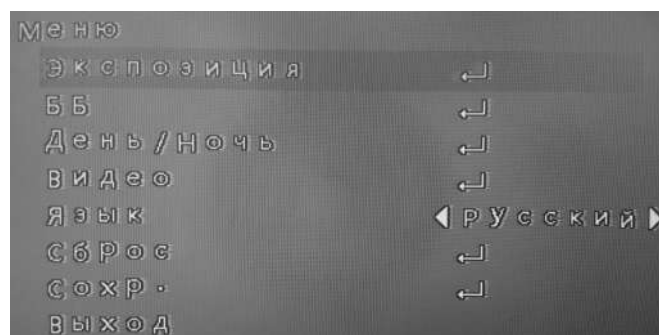 Меню
Экспозиция
ББ
День/Ночь
Видео
Язык Русский
Сброс
Сохр.
Выход